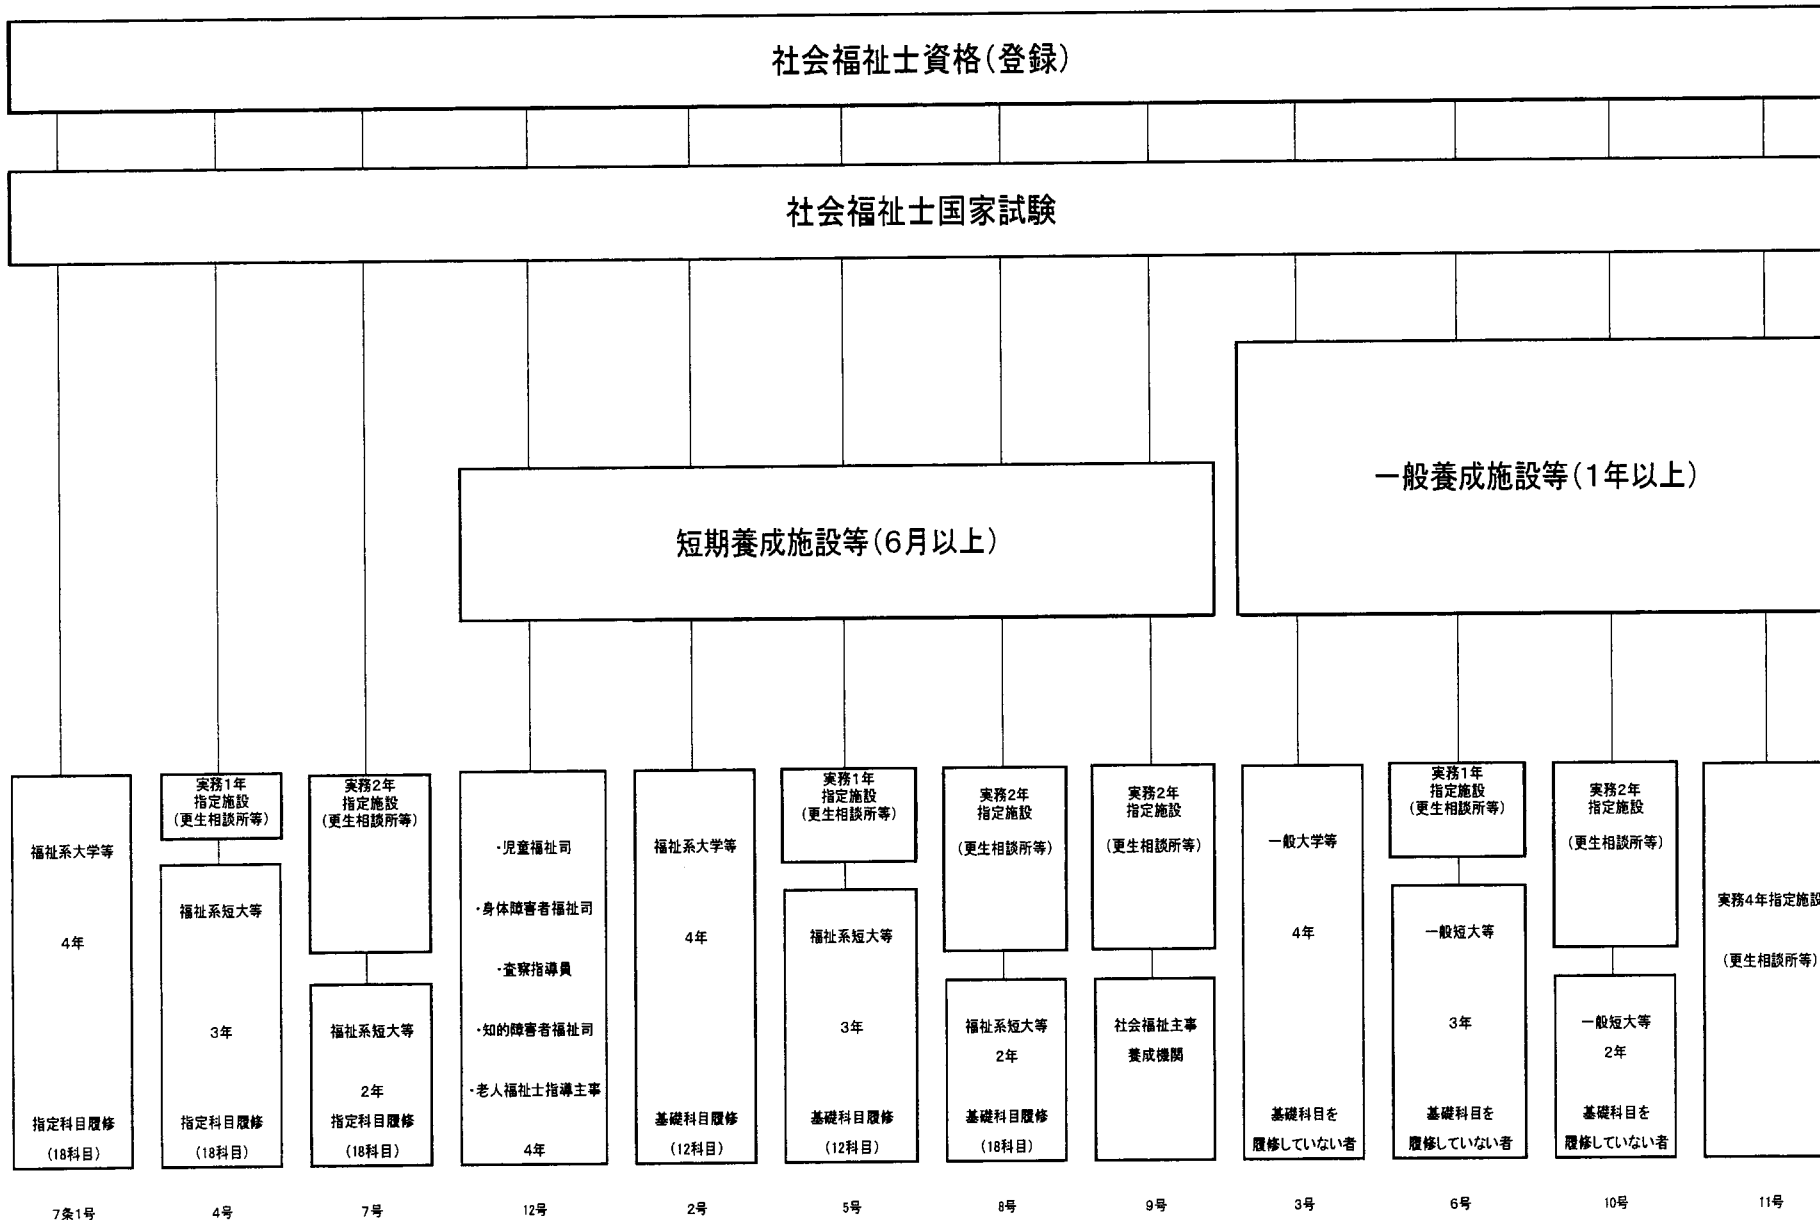 社会福祉士資格(登録)
社会福祉士国家試験
一般養成施設等(1年以上)
短期養成施設等(6月以上)
福祉系大学等
4年
指定科目履修
(18科目)
7条1号
実務1年
指定施設
(更生相談所等)
福祉系短大等
3年
指定科目履修
(18科目)
4号
実務2年
指定施設
(更生相談所等)
福祉系短大等
2年
指定科目履修
(18科目)
7号
・児童福祉司
・身体障害者福祉司
・査察指導員
・知的障害者福祉司
・老人福祉士指導主事
4年
12号
福祉系大学等
4年
基礎科目履修
(12科目)
2号
実務1年
指定施設
(更生相談所等)
福祉系短大等
3年
基礎科目履修
(12科目)
5号
実務2年
指定施設
(更生相談所等)
福祉系短大等
2年
基礎科目履修
(18科目)
8号
実務2年
指定施設
(更生相談所等)
社会福祉主事
養成機関
9号
一般大学等
4年
基礎科目を
履修していない者
3号
実務1年
指定施設
(更生相談所等)
一般短大等
3年
基礎科目を
履修していない者
6号
実務2年
指定施設
(更生相談所等)
一般短大等
2年
基礎科目を
履修していない者
10号
実務4年指定施設
(更生相談所等)
11号